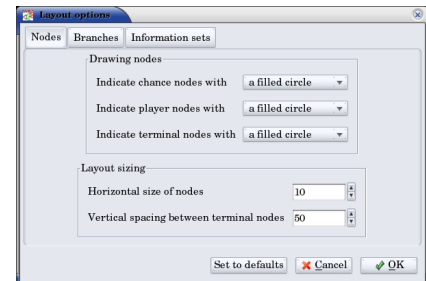 Layout options
Nodes Branches Information sets
Drawing nodes
Indicate chance nodes with a filled circle
Indicate player nodes with a filled circle
Indicate terminal nodes with a filled circle
Layout sizing
Horizontal size of nodes 10
Vertical spacing between terminal nodes 50
Set to defaults Cancel OK